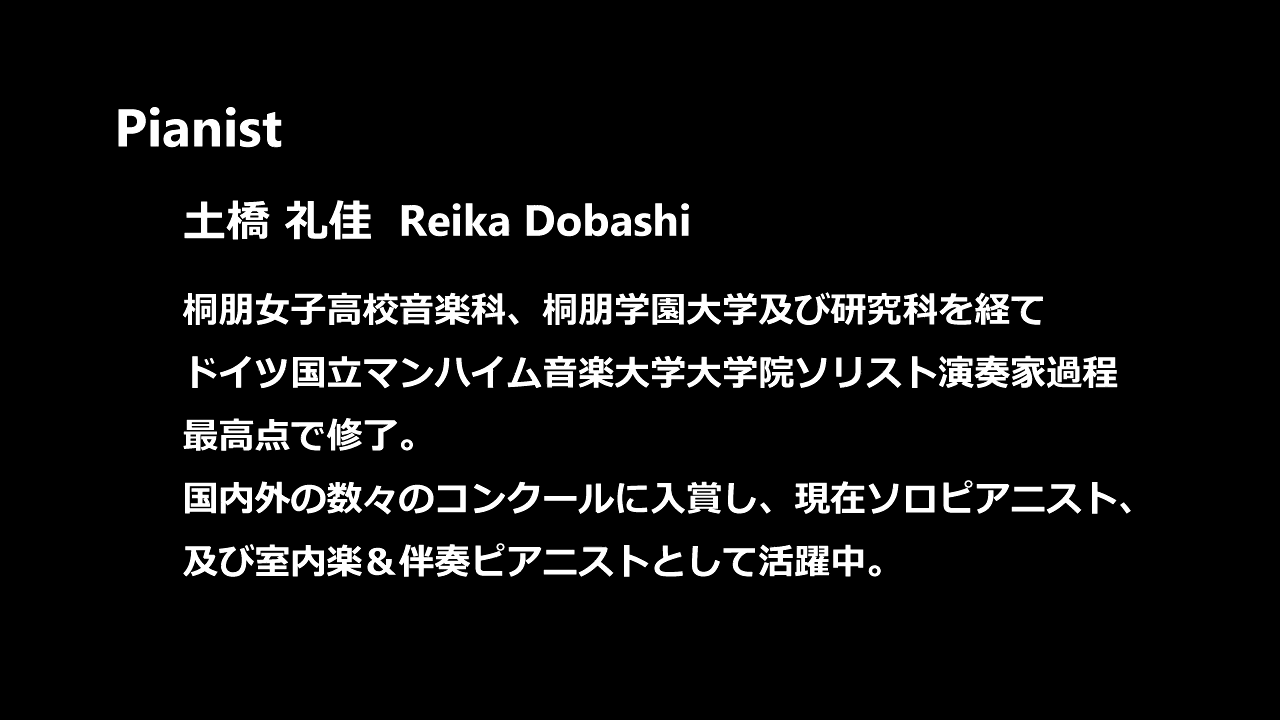 Pianist
土橋 礼佳 Reika Dobashi
桐朋女子高校音楽科、桐朋学園大学及び研究科を経て
ドイツ国立マンハイム音楽大学大学院ソリスト演奏家過程
最高点で修了。
国内外の数々のコンクールに入賞し、現在ソロピアニスト、
及び室内楽＆伴奏ピアニストとして活躍中。